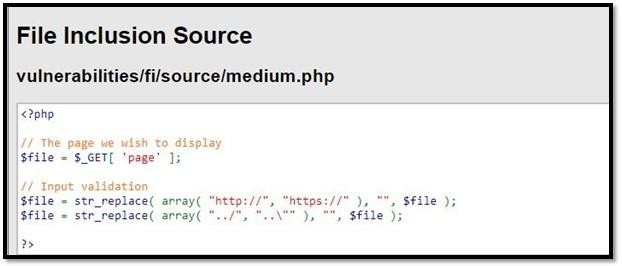 File Inclusion Source
vulnerabilities/fi/source/medium.php
<?php
// The page we wish to display
$file = $_GET[ 'page' ];
// Input validation
$file = str_replace( array( "http://", "https://" ), "", $file );
$file = str_replace( array( "../", "..\"" ), "", $file );
?>